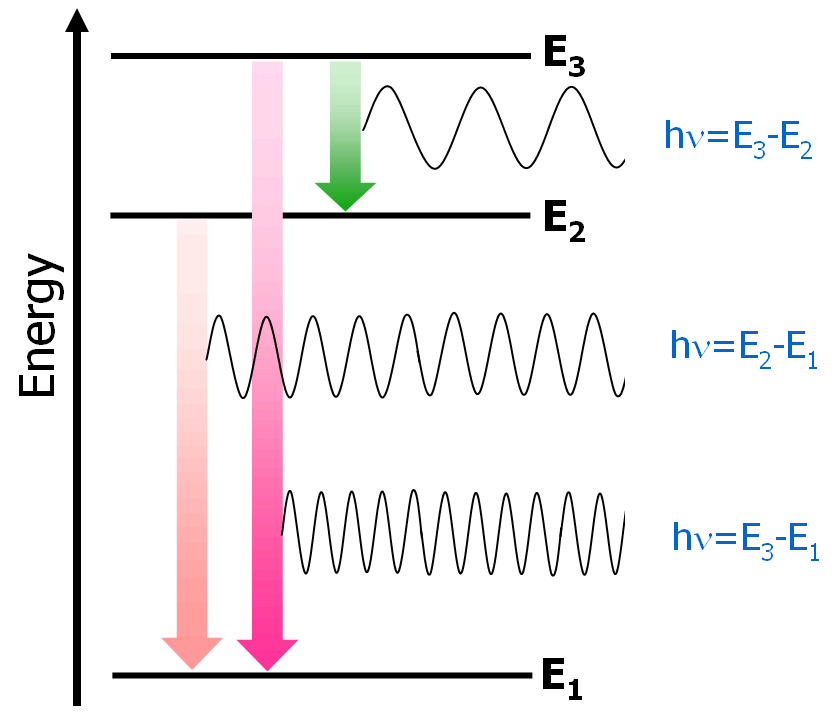 E₃
hν=E₃-E₂
E₂
Energy
hν=E₂-E₁
hν=E₃-E₁
E₁